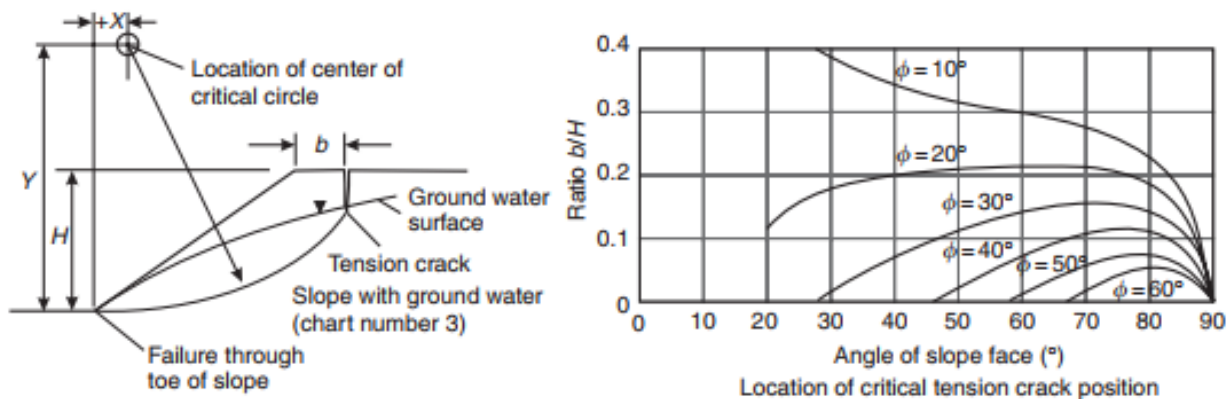 +X
Location of center of
critical circle
b
Y
H
Ground water
surface
Tension crack
Slope with ground water
(chart number 3)
Failure through
toe of slope
0.4
0.3
0.2
0.1
0
Ratio b/H
ϕ = 10°
ϕ = 20°
ϕ = 30°
ϕ = 40°
ϕ = 50°
ϕ = 60°
0 10 20 30 40 50 60 70 80 90
Angle of slope face (°)
Location of critical tension crack position